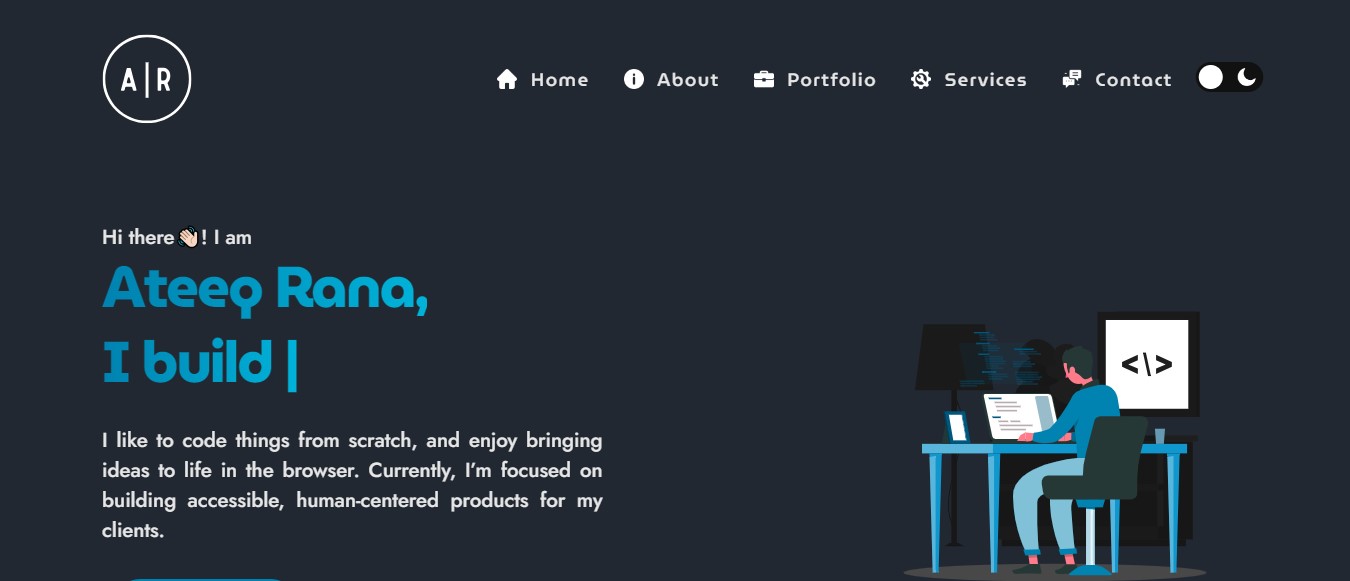 A|R
Home About Portfolio Services Contact
Hi there👋🏻! I am
Ateeq Rana,
I build |
</\>
I like to code things from scratch, and enjoy bringing
ideas to life in the browser. Currently, I'm focused on
building accessible, human-centered products for my
clients.